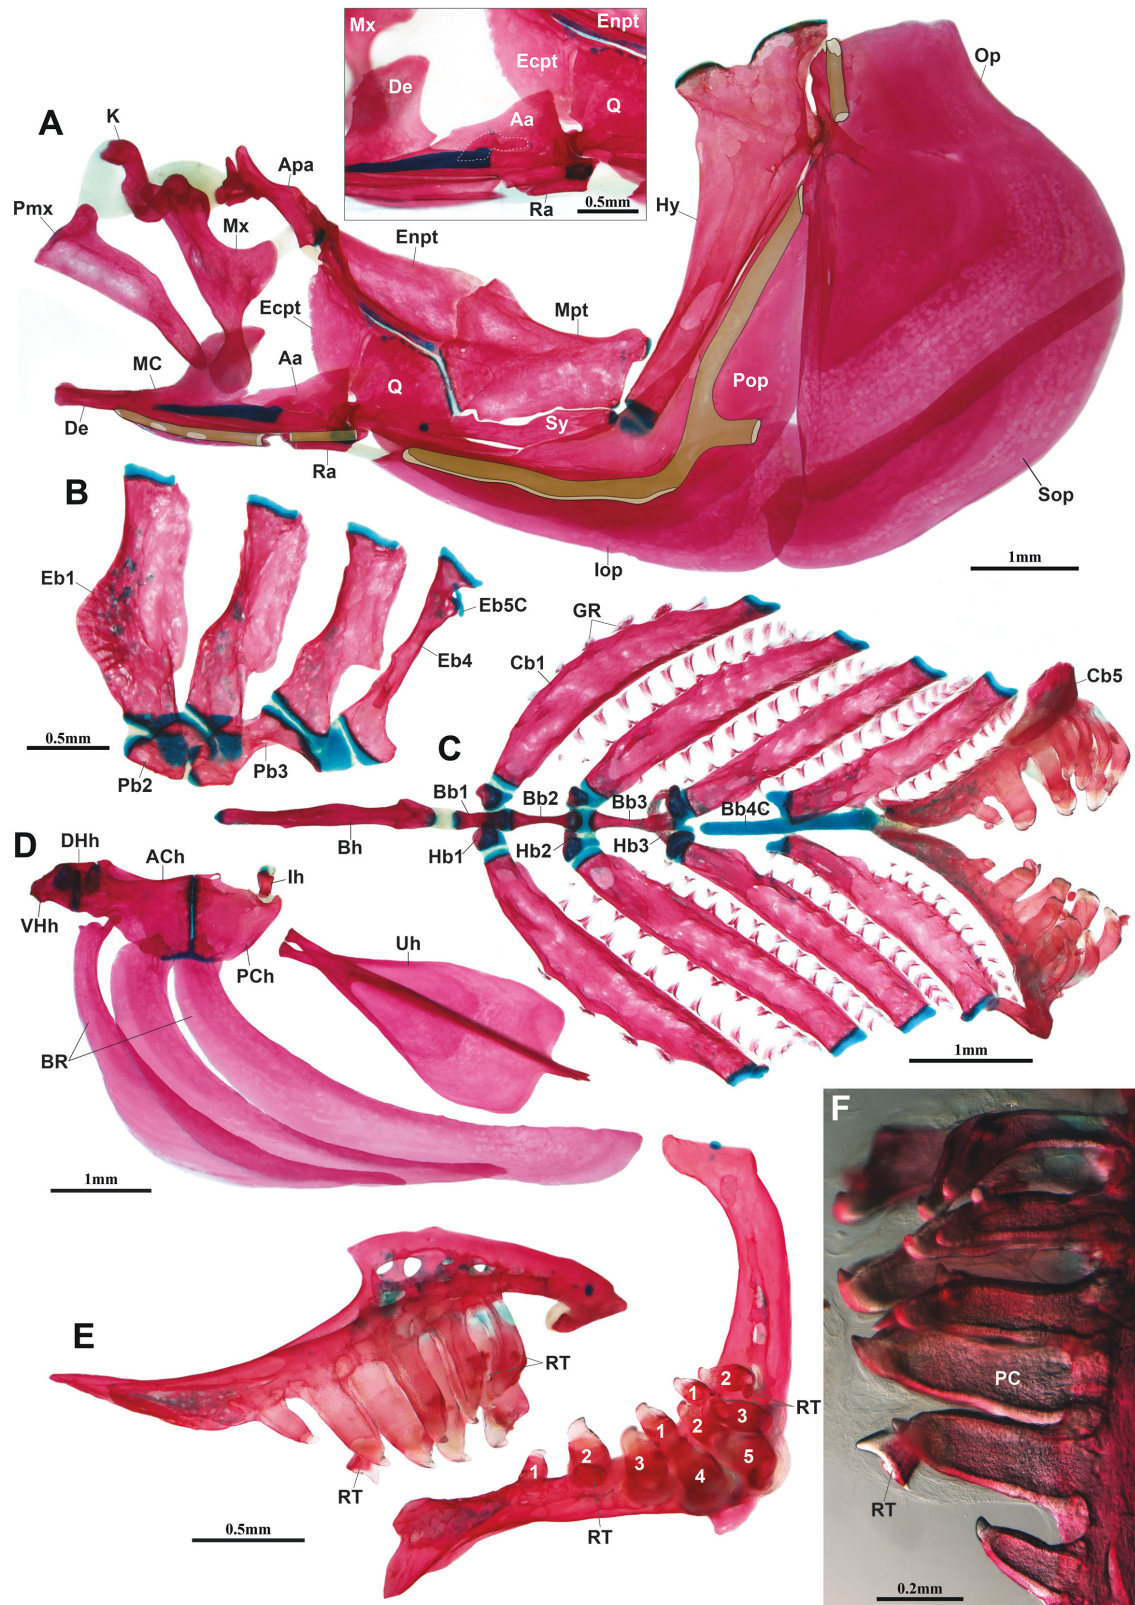 A
K
Pmx
Mx
Apa
Enpt
Ecpt
Mpt
MC
Aa
Q
Sy
De
Ra
Hy
Op
Pop
Sop
Iop
1mm
Mx
Enpt
Ecpt
De
Q
Aa
Ra
0.5mm
B
Eb1
Eb5C
Eb4
Pb2
Pb3
0.5mm
C
GR
Cb1
Cb5
Bb1
Bb2
Bb3
Bb4C
Bh
Hb1
Hb2
Hb3
1mm
D
DHh
ACh
Ih
VHh
PCh
Uh
BR
1mm
E
RT
RT
1
2
3
1
2
1
2
3
4
5
RT
RT
0.5mm
F
PC
RT
0.2mm